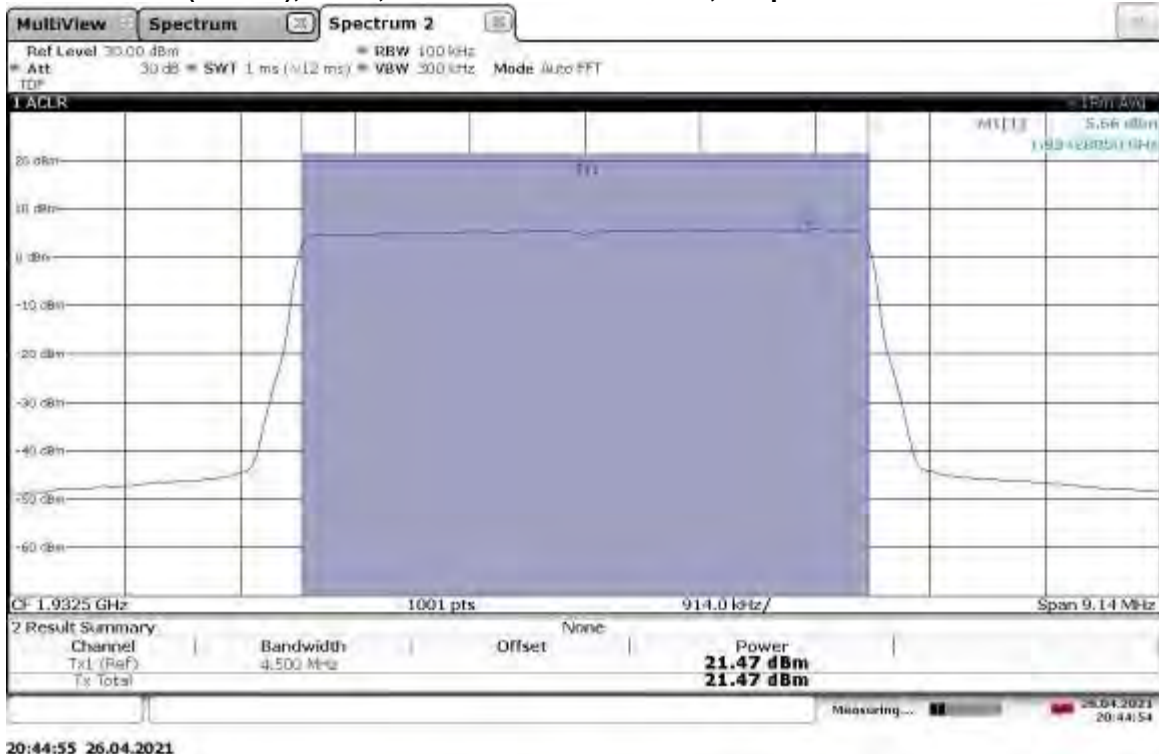 MultiView Spectrum Spectrum 2
Ref Level 30.00 dBm RBW 100 kHz
Att 30 dB SWT 1 ms (~12 ms) VBW 300 kHz Mode Auto FFT
TDF
1 ACLR 1Rm Avg
M1[1] 5.66 dBm
GHz
20 dBm
Tx1
10 dBm
0 dBm
-10 dBm
-20 dBm
-30 dBm
-40 dBm
-50 dBm
-60 dBm
CF 1.9325 GHz 1001 pts 914.0 kHz/ Span 9.14 MHz
2 Result Summary None
Channel Bandwidth Offset Power
Tx1 (Ref) 4.500 MHz 21.47 dBm
Tx Total 21.47 dBm
Measuring... 26.04.2021
20:44:54
20:44:55 26.04.2021